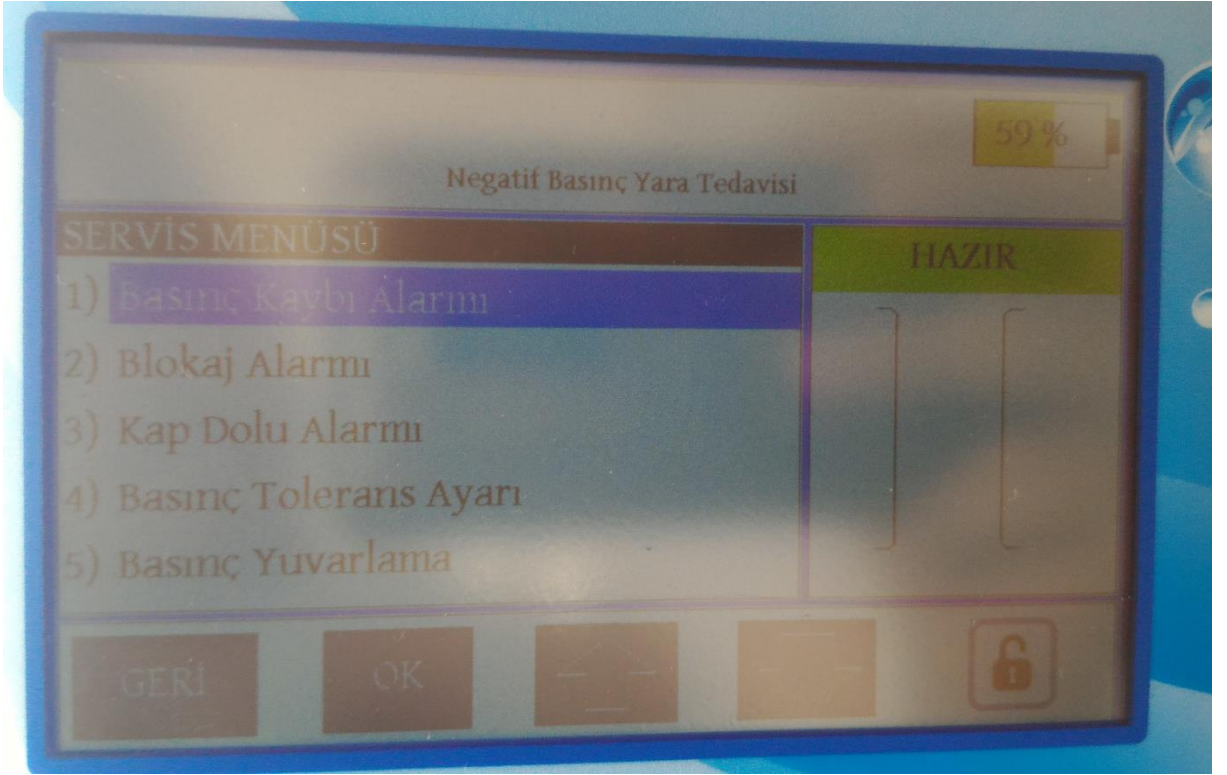 59 %
Negatif Basınç Yara Tedavisi
SERVİS MENÜSÜ
HAZIR
1) Basınç Kaybı Alarmı
2) Blokaj Alarmı
3) Kap Dolu Alarmı
4) Basınç Tolerans Ayarı
5) Basınç Yuvarlama
GERİ OK